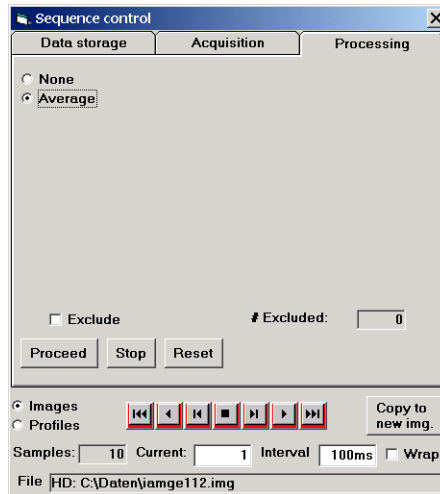 Sequence control
Data storage Acquisition Processing
None
Average
Exclude # Excluded: 0
Proceed Stop Reset
Images
Profiles
Copy to
new img.
Samples: 10 Current: 1 Interval 100ms Wrap
File HD: C:\Daten\iamge112.img